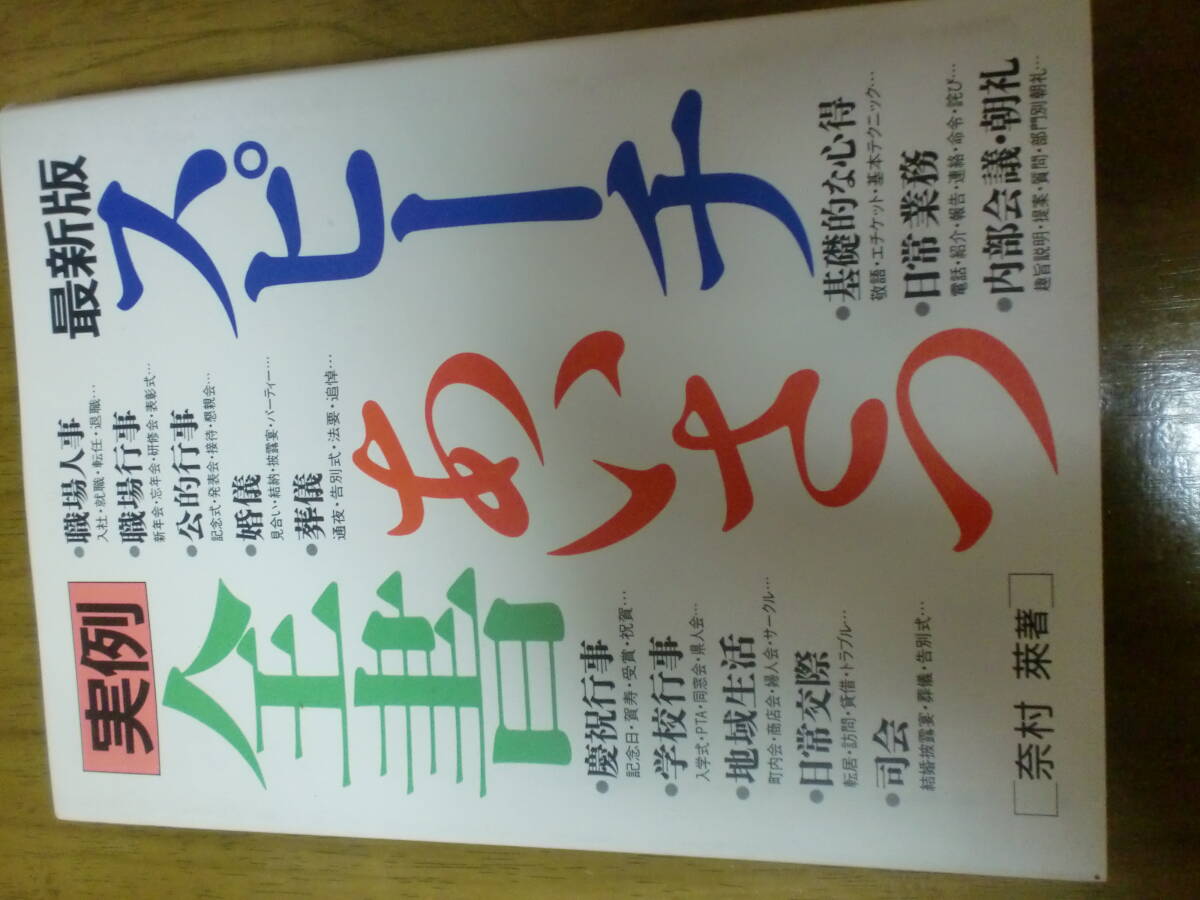 最新版
スピーチ
あいさつ
全書
実例
●職場人事
入社・就職・転任・退職…
●職場行事
新年会・忘年会・研修会・表彰式…
●公的行事
記念式・発表会・接待・懇親会…
●婚儀
見合い・結納・披露宴・パーティー…
●葬儀
通夜・告別式・法要・追悼…
●基礎的な心得
敬語・エチケット・基本テクニック…
●日常業務
電話・紹介・報告・連絡・命令・詫び…
●内部会議・朝礼
趣旨説明・提案・質問・部門別朝礼…
●慶祝行事
記念日・賀寿・受賞・祝賀…
●学校行事
入学式・PTA・同窓会・県人会…
●地域生活
町内会・商店会・婦人会・サークル…
●日常交際
転居・訪問・貸借・トラブル…
●司会
結婚披露宴・葬儀・告別式…
奈村 萊著